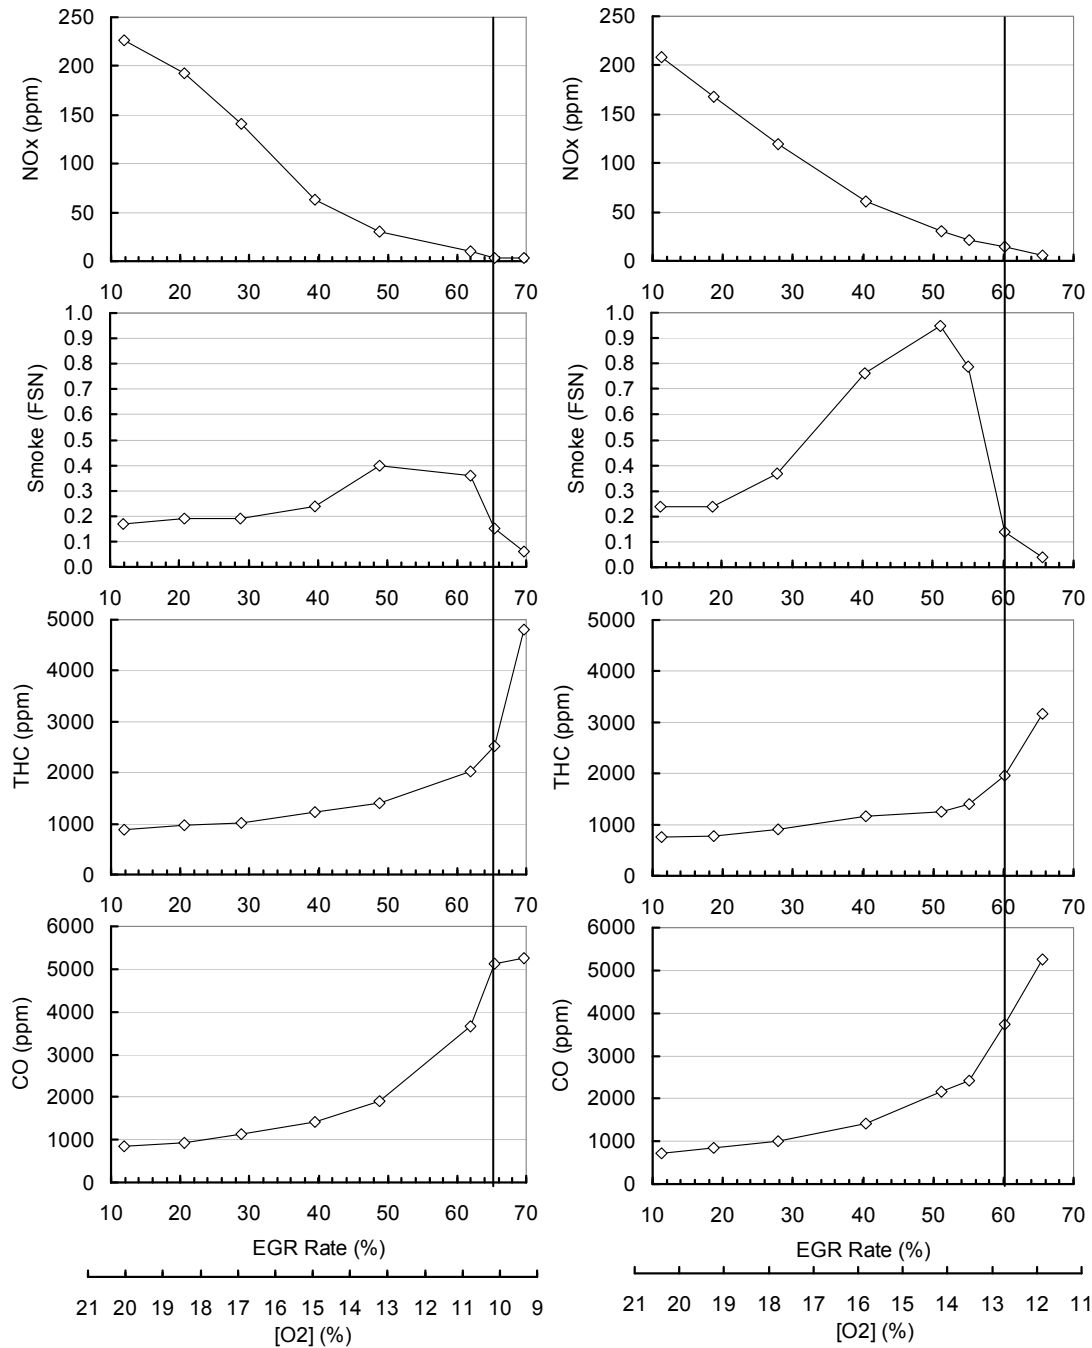 250
200
150
100
50
0
NOx (ppm)
10 20 30 40 50 60 70
250
200
150
100
50
0
NOx (ppm)
10 20 30 40 50 60 70
1.0
0.9
0.8
0.7
0.6
0.5
0.4
0.3
0.2
0.1
0.0
Smoke (FSN)
10 20 30 40 50 60 70
1.0
0.9
0.8
0.7
0.6
0.5
0.4
0.3
0.2
0.1
0.0
Smoke (FSN)
10 20 30 40 50 60 70
5000
4000
3000
2000
1000
0
THC (ppm)
10 20 30 40 50 60 70
5000
4000
3000
2000
1000
0
THC (ppm)
10 20 30 40 50 60 70
6000
5000
4000
3000
2000
1000
0
CO (ppm)
10 20 30 40 50 60 70
EGR Rate (%)
21 20 19 18 17 16 15 14 13 12 11 10 9
[O2] (%)
6000
5000
4000
3000
2000
1000
0
CO (ppm)
10 20 30 40 50 60 70
EGR Rate (%)
21 20 19 18 17 16 15 14 13 12 11
[O2] (%)